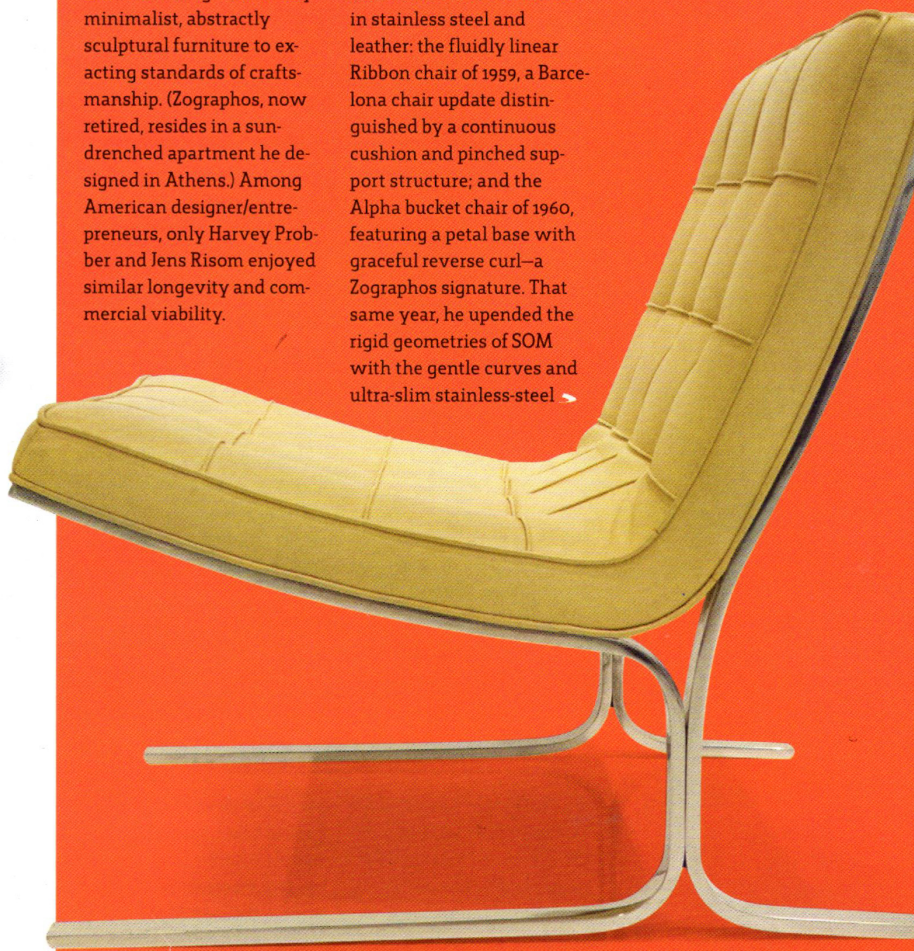 minimalist, abstractly
sculptural furniture to ex-
acting standards of crafts-
manship. (Zographos, now
retired, resides in a sun-
drenched apartment he de-
signed in Athens.) Among
American designer/entre-
preneurs, only Harvey Prob-
ber and Jens Risom enjoyed
similar longevity and com-
mercial viability.
in stainless steel and
leather: the fluidly linear
Ribbon chair of 1959, a Barce-
lona chair update distin-
guished by a continuous
cushion and pinched sup-
port structure; and the
Alpha bucket chair of 1960,
featuring a petal base with
graceful reverse curl—a
Zographos signature. That
same year, he upended the
rigid geometries of SOM
with the gentle curves and
ultra-slim stainless-steel